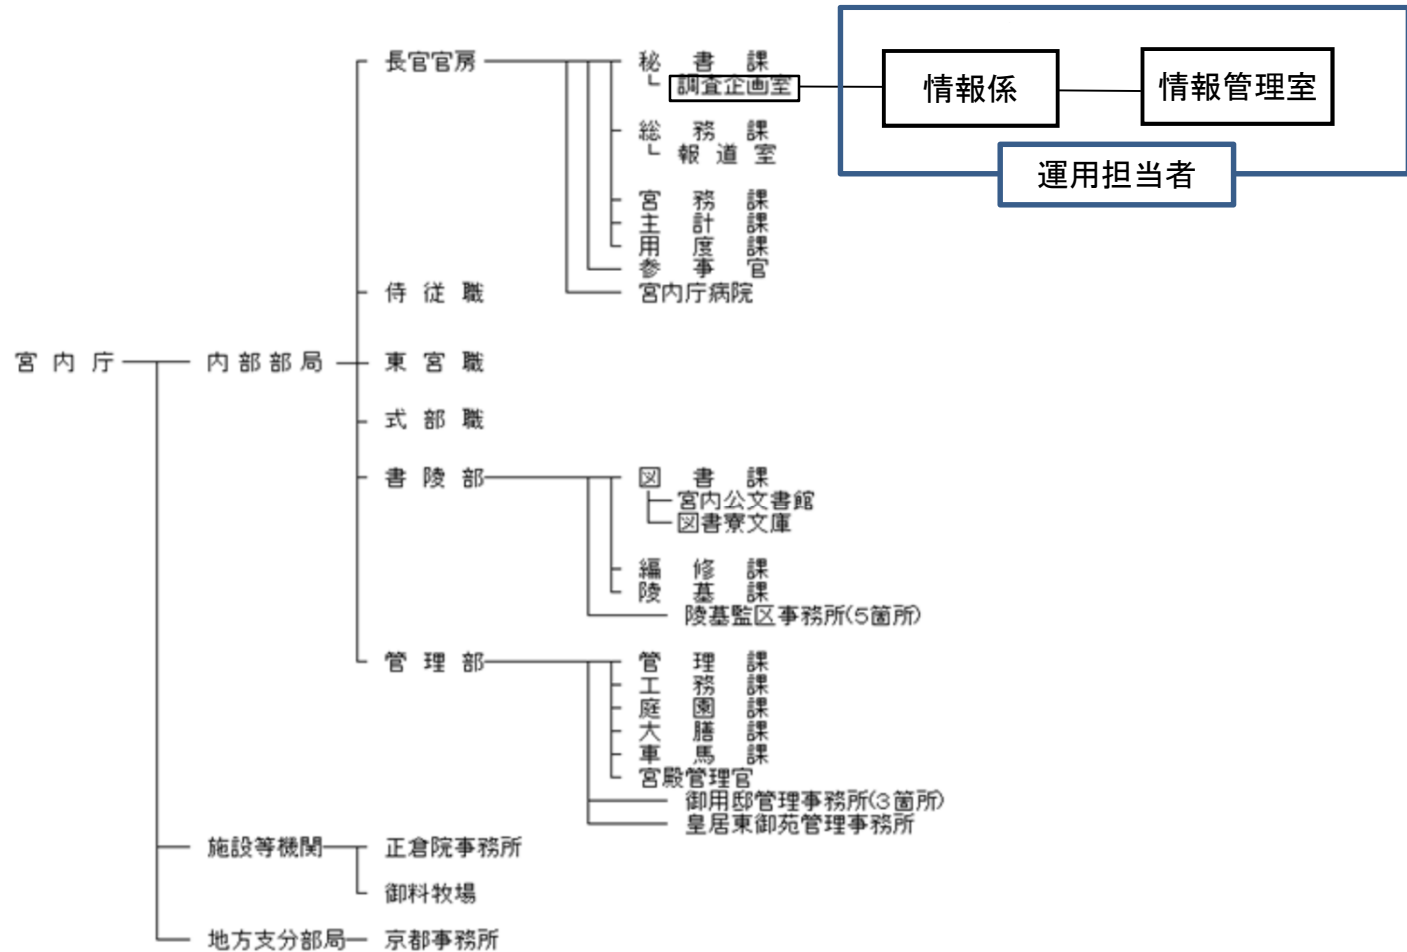 長官官房
秘書課
調査企画室
情報係
情報管理室
運用担当者
総務課
報道室
宮務課
主計課
用度課
参事官
宮内庁病院
侍従職
宮内庁
内部部局
東宮職
式部職
書陵部
図書課
宮内公文書館
図書寮文庫
編修課
陵墓課
陵墓監区事務所(5箇所)
管理部
管理課
工務課
庭園課
大膳課
車馬課
宮殿管理官
御用邸管理事務所(3箇所)
皇居東御苑管理事務所
施設等機関
正倉院事務所
御料牧場
地方支分部局
京都事務所